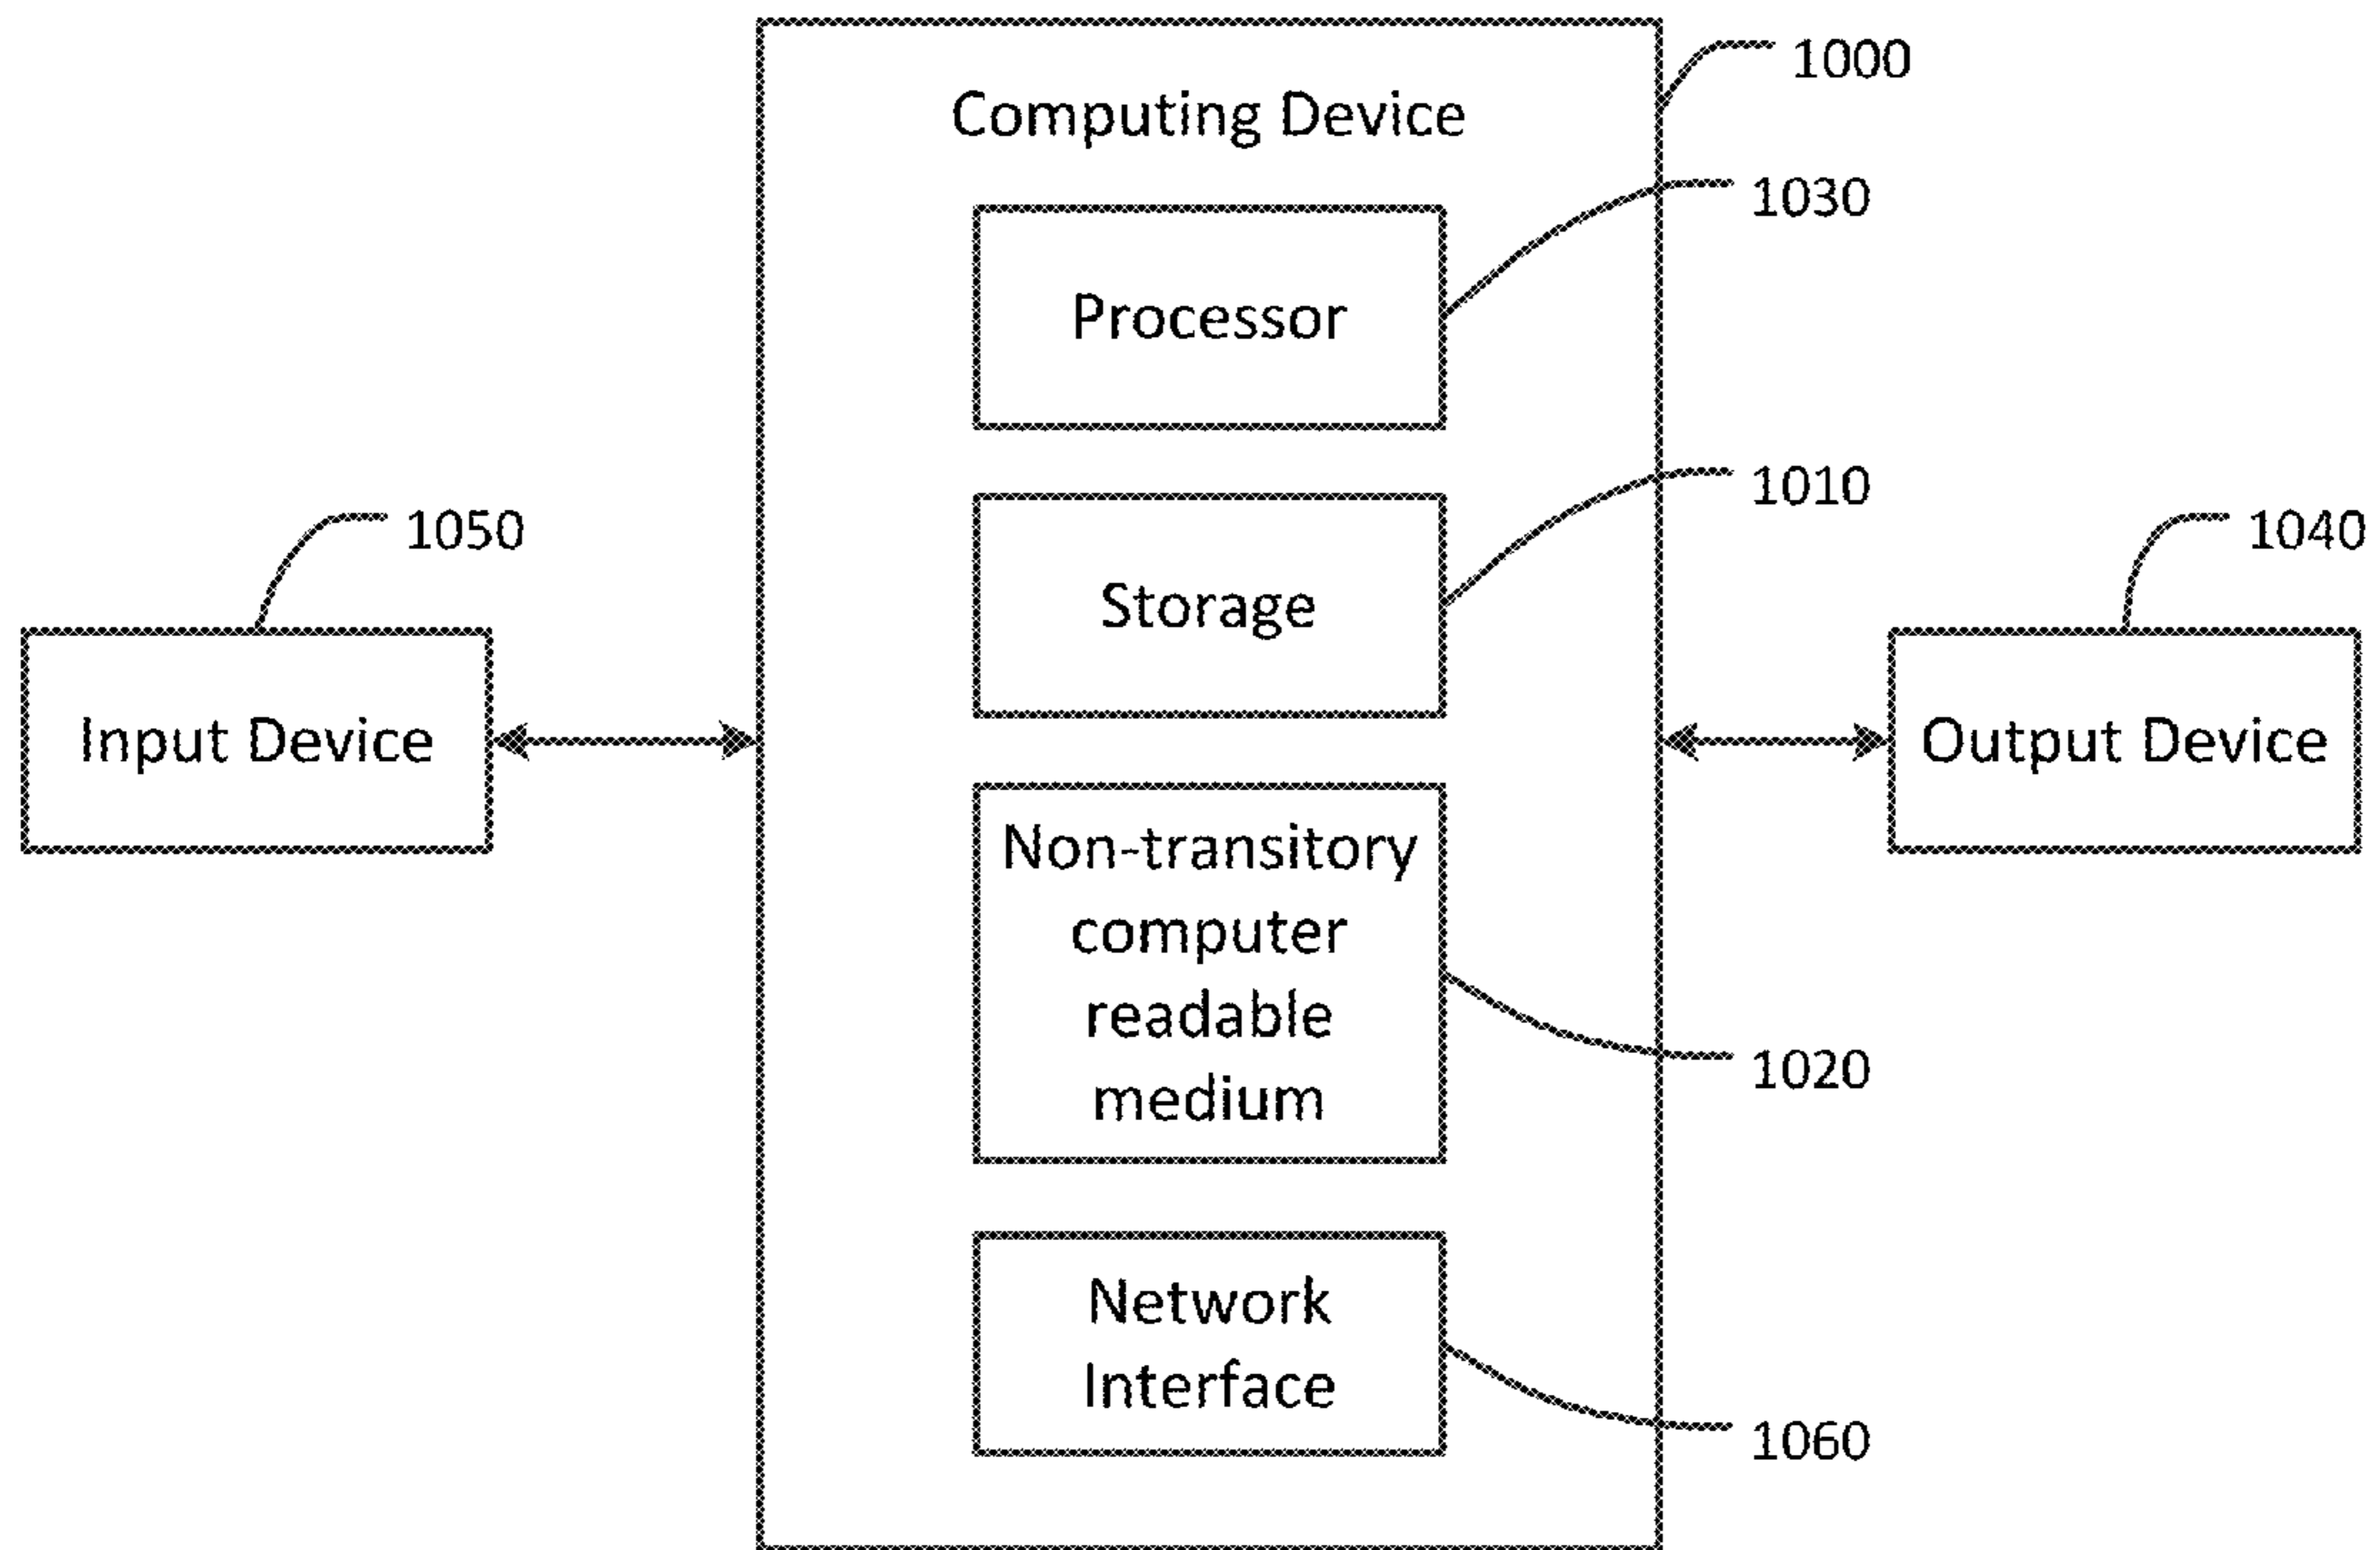 1000
Computing Device
1030
Processor
1010
Storage
1050
1040
Input Device
Output Device
Non-transitory
computer
readable
medium
1020
Network
Interface
1060